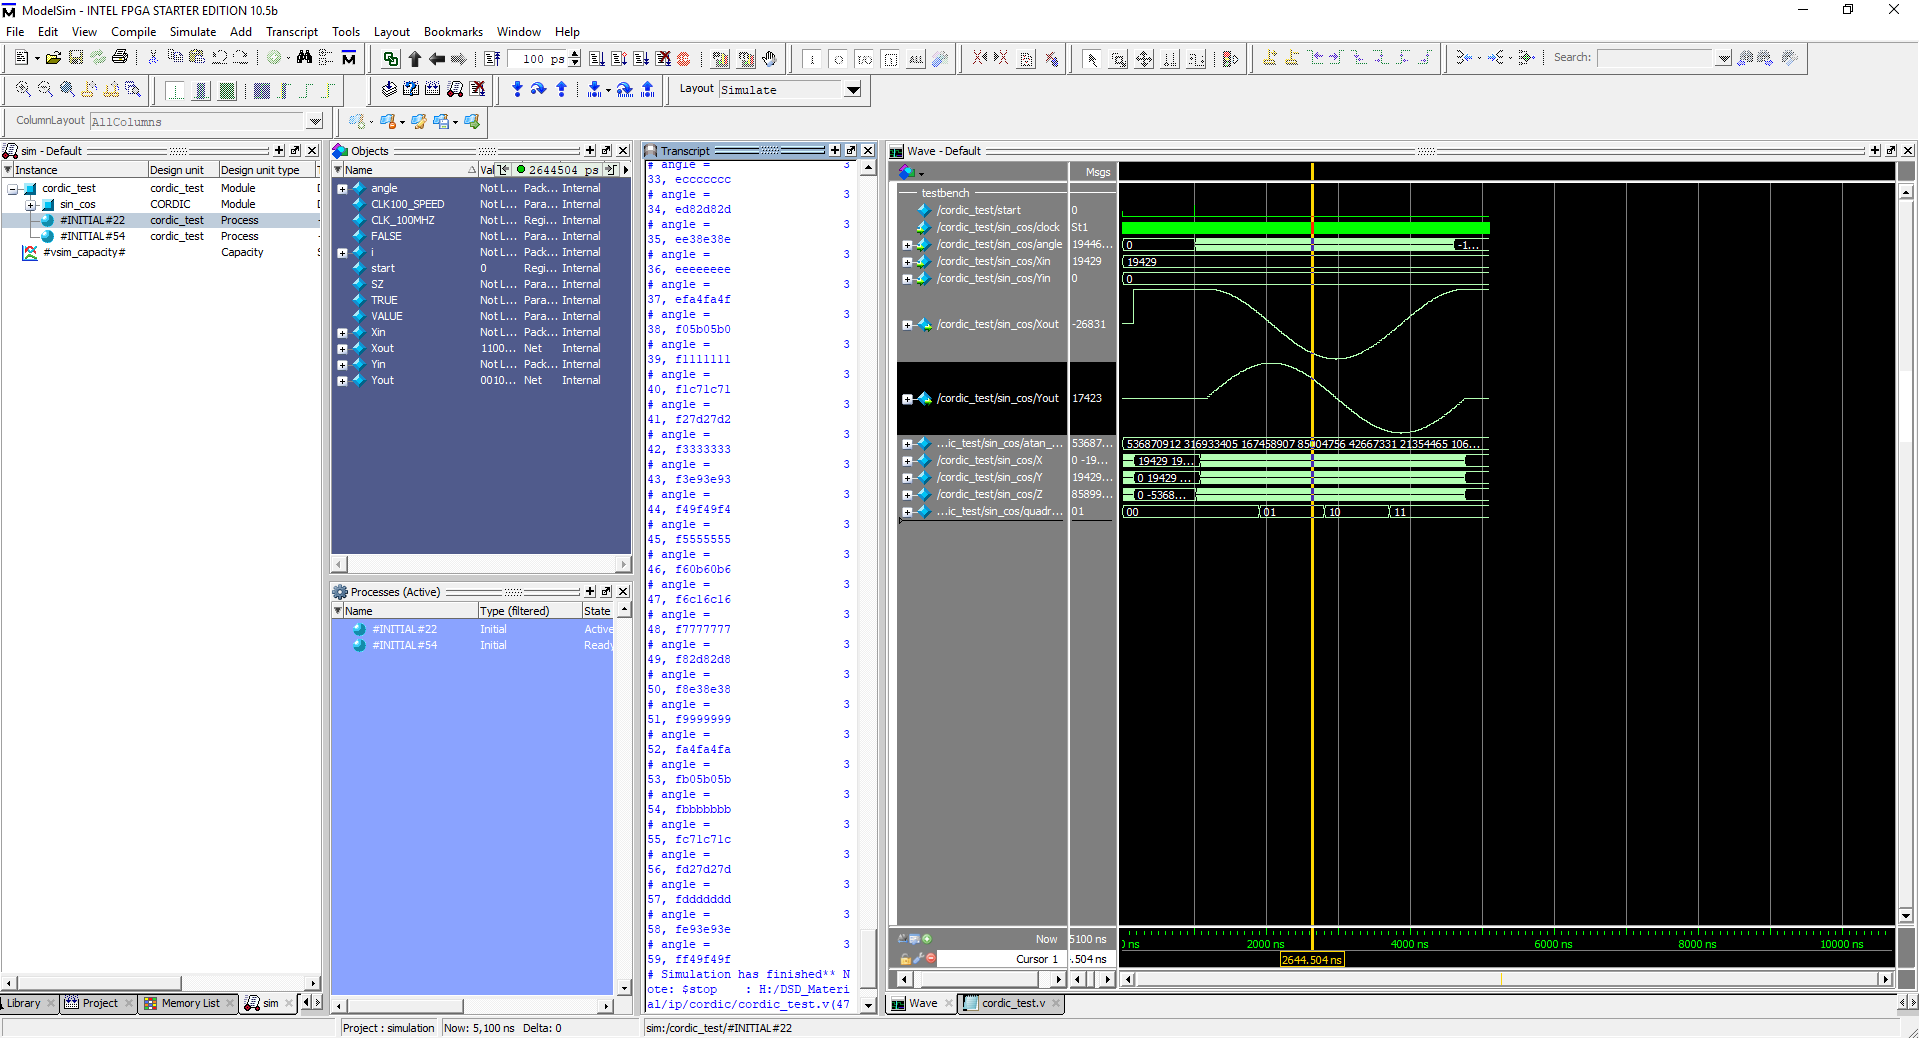 ModelSim - INTEL FPGA STARTER EDITION 10.5b
File Edit View Compile Simulate Add Transcript Tools Layout Bookmarks Window Help
100 ps
ALL
Search:
Layout Simulate
ColumnLayout AllColumns
sim - Default
Instance Design unit Design unit type
cordic_test cordic_test Module
sin_cos CORDIC Module
#INITIAL#22 cordic_test Process
#INITIAL#54 cordic_test Process
#vsim_capacity# Capacity
Library Project Memory List sim
Objects
Name Val 2644504 ps
angle Not L... Pack... Internal
CLK100_SPEED Not L... Para... Internal
CLK_100MHZ Not L... Regi... Internal
FALSE Not L... Para... Internal
i Not L... Pack... Internal
start 0 Regi... Internal
SZ Not L... Para... Internal
TRUE Not L... Para... Internal
VALUE Not L... Para... Internal
Xin Not L... Pack... Internal
Xout 1100... Net Internal
Yin Not L... Pack... Internal
Yout 0010... Net Internal
Processes (Active)
Name Type (filtered) State
#INITIAL#22 Initial Active
#INITIAL#54 Initial Ready
Transcript
# angle = 3
33, eccccccc
# angle = 3
34, ed82d82d
# angle = 3
35, ee38e38e
# angle = 3
36, eeeeeeee
# angle = 3
37, efa4fa4f
# angle = 3
38, f05b05b0
# angle = 3
39, f1111111
# angle = 3
40, f1c71c71
# angle = 3
41, f27d27d2
# angle = 3
42, f3333333
# angle = 3
43, f3e93e93
# angle = 3
44, f49f49f4
# angle = 3
45, f5555555
# angle = 3
46, f60b60b6
# angle = 3
47, f6c16c16
# angle = 3
48, f7777777
# angle = 3
49, f82d82d8
# angle = 3
50, f8e38e38
# angle = 3
51, f9999999
# angle = 3
52, fa4fa4fa
# angle = 3
53, fb05b05b
# angle = 3
54, fbbbbbbb
# angle = 3
55, fc71c71c
# angle = 3
56, fd27d27d
# angle = 3
57, fddddddd
# angle = 3
58, fe93e93e
# angle = 3
59, ff49f49f
# Simulation has finished** N
ote: $stop : H:/DSD_Materi
al/ip/cordic/cordic_test.v(47
Wave - Default
Msgs
testbench
/cordic_test/start 0
/cordic_test/sin_cos/clock St1
/cordic_test/sin_cos/angle 19446... 0 -1...
/cordic_test/sin_cos/Xin 19429 19429
/cordic_test/sin_cos/Yin 0 0
/cordic_test/sin_cos/Xout -26831
/cordic_test/sin_cos/Yout 17423
...ic_test/sin_cos/atan_... 53687... 536870912 316933405 167458907 85004756 42667331 21354465 106...
/cordic_test/sin_cos/X 0 -19... 19429 19...
/cordic_test/sin_cos/Y 19429... 0 19429 ...
/cordic_test/sin_cos/Z 85899... 0 -5368...
...ic_test/sin_cos/quadr... 01 00 01 10 11
Now 5100 ns ns 2000 ns 4000 ns 6000 ns 8000 ns 10000 ns
Cursor 1 .504 ns 2644.504 ns
Wave cordic_test.v
Project : simulation Now: 5,100 ns Delta: 0 sim:/cordic_test/#INITIAL#22